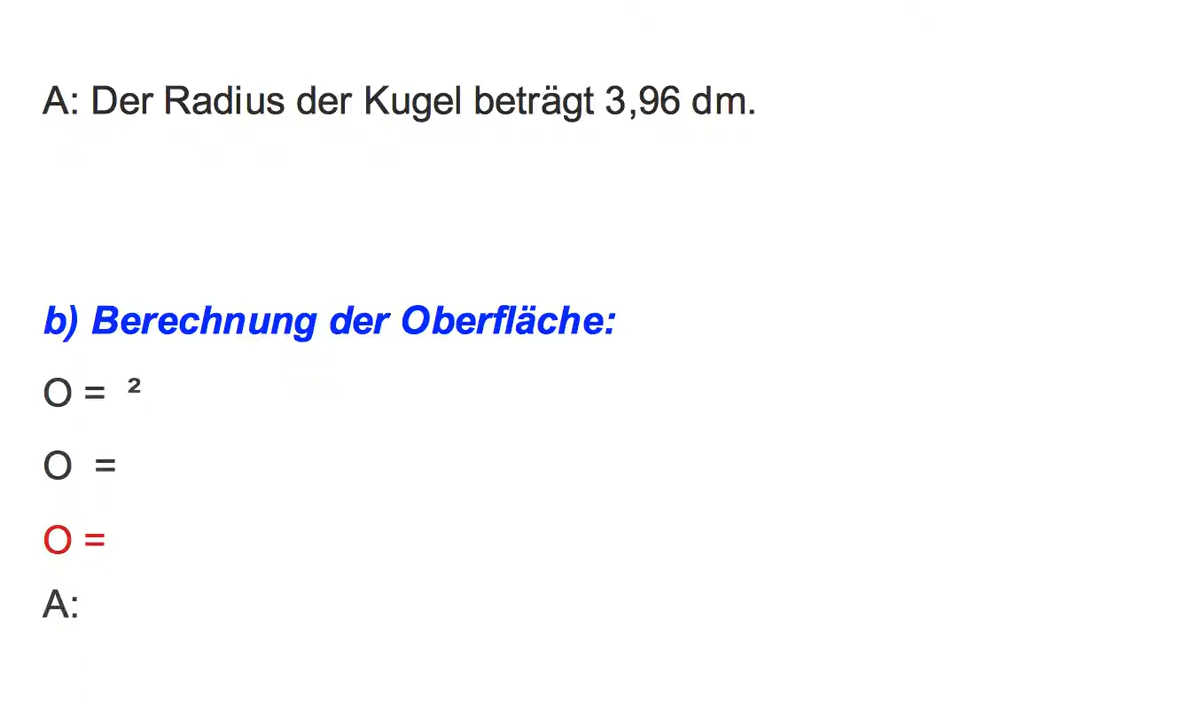 A: Der Radius der Kugel beträgt 3,96 dm.
b) Berechnung der Oberfläche:
O = ²
O =
O =
A: